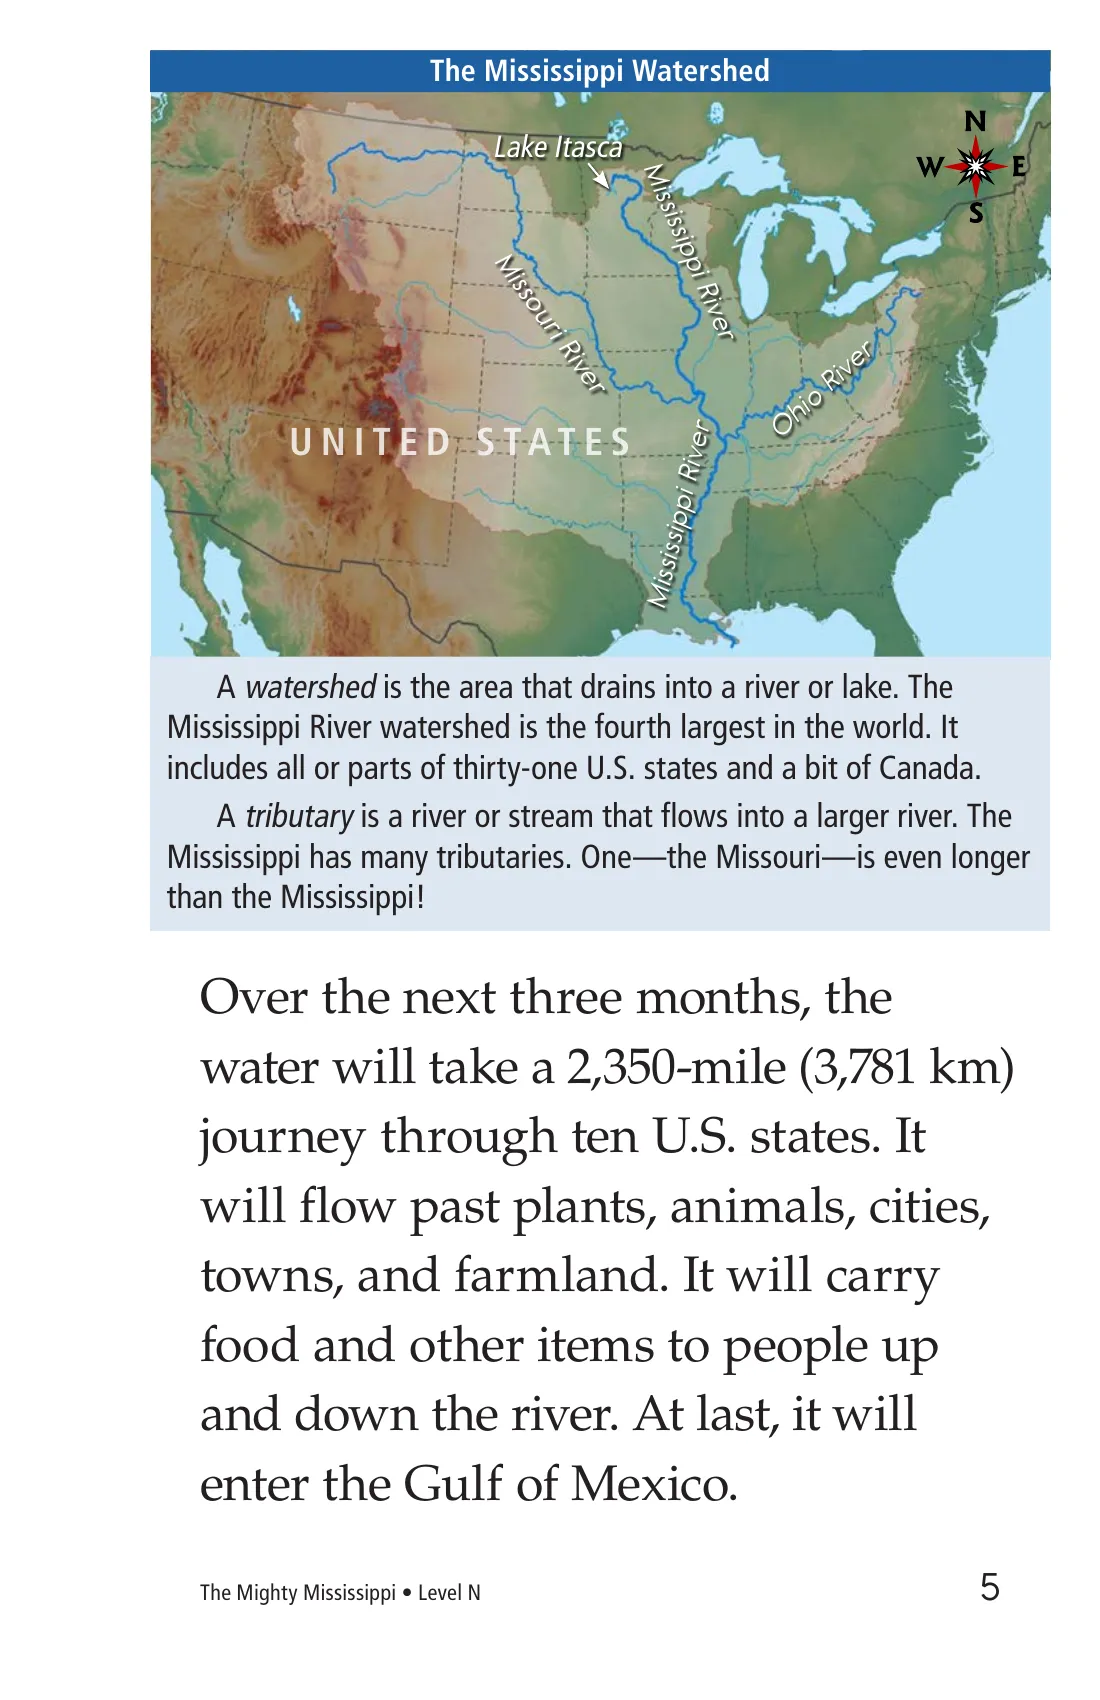 The Mississippi Watershed
Lake Itasca
N
W
E
S
Mississippi River
Missouri River
Ohio River
UNITED STATES
Mississippi River
A watershed is the area that drains into a river or lake. The
Mississippi River watershed is the fourth largest in the world. It
includes all or parts of thirty-one U.S. states and a bit of Canada.
A tributary is a river or stream that flows into a larger river. The
Mississippi has many tributaries. One—the Missouri—is even longer
than the Mississippi!
Over the next three months, the
water will take a 2,350-mile (3,781 km)
journey through ten U.S. states. It
will flow past plants, animals, cities,
towns, and farmland. It will carry
food and other items to people up
and down the river. At last, it will
enter the Gulf of Mexico.
The Mighty Mississippi • Level N
5